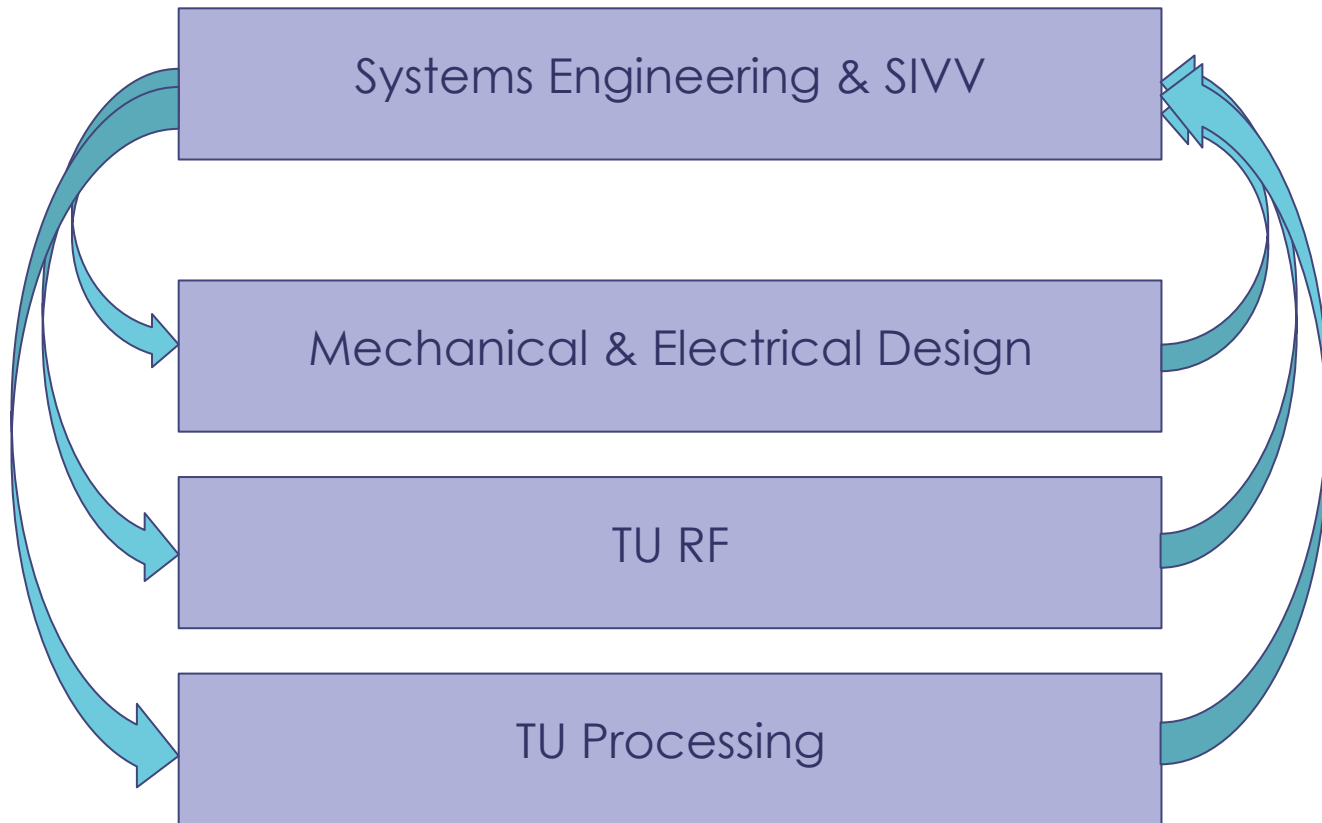 Systems Engineering & SIVV
Mechanical & Electrical Design
TU RF
TU Processing